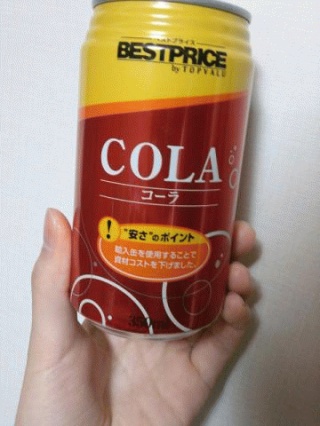 ベストプライス
BESTPRICE
by TOPVALU
COLA
コーラ
!
"安さ"のポイント
輸入缶を使用することで
資材コストを下げました。
350ml